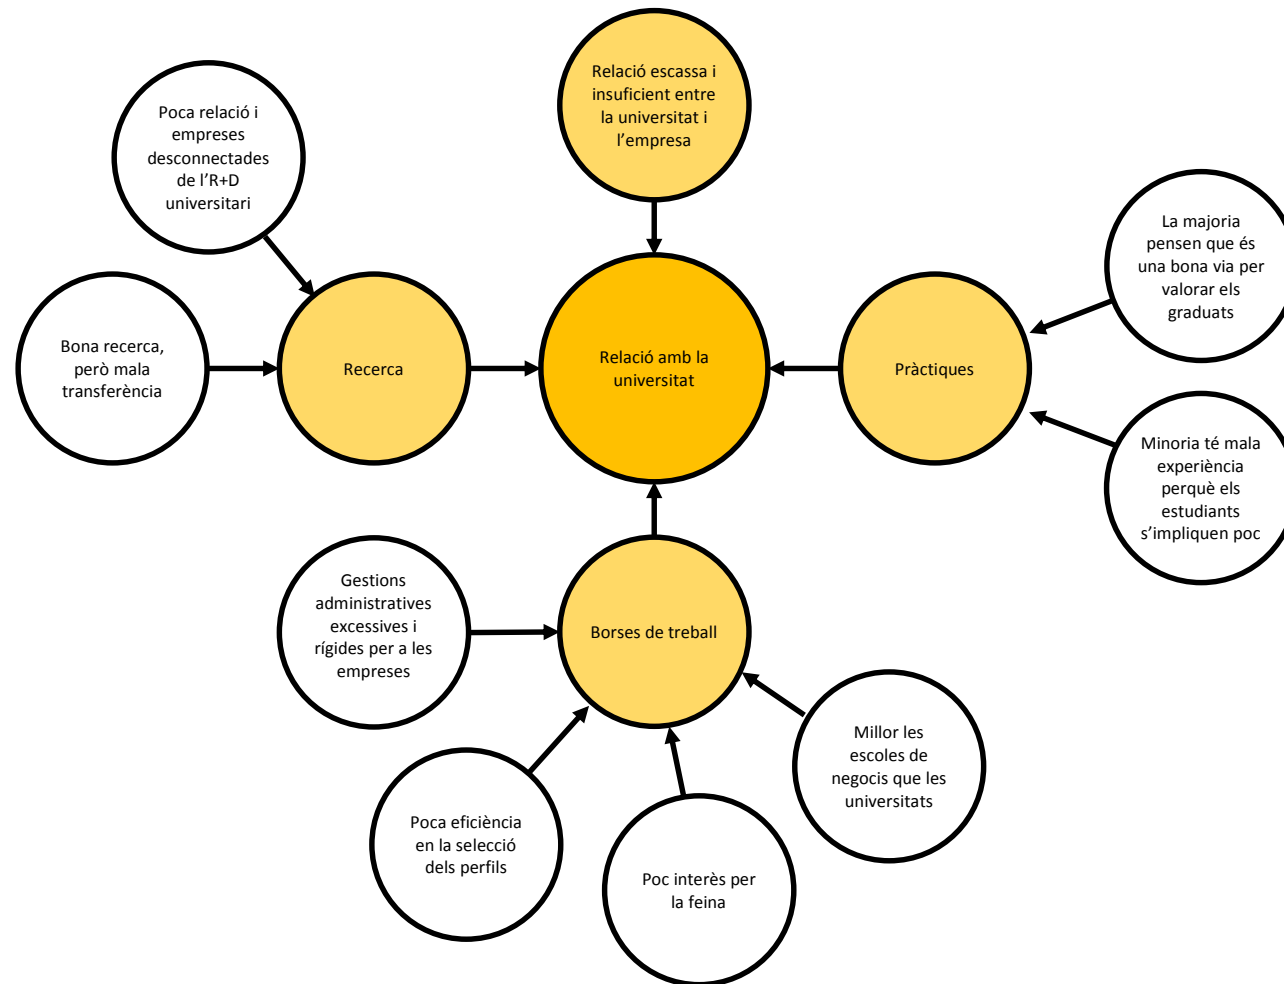 Relació escassa i
insuficient entre
la universitat i
l'empresa
Poca relació i
empreses
desconnectades
de l'R+D
universitari
La majoria
pensen que és
una bona via per
valorar els
graduats
Bona recerca,
però mala
transferència
Recerca
Relació amb la
universitat
Pràctiques
Minoria té mala
experiència
perquè els
estudiants
s'impliquen poc
Gestions
administratives
excessives i
rígides per a les
empreses
Borses de treball
Millor les
escoles de
negocis que les
universitats
Poca eficiència
en la selecció
dels perfils
Poc interès per
la feina